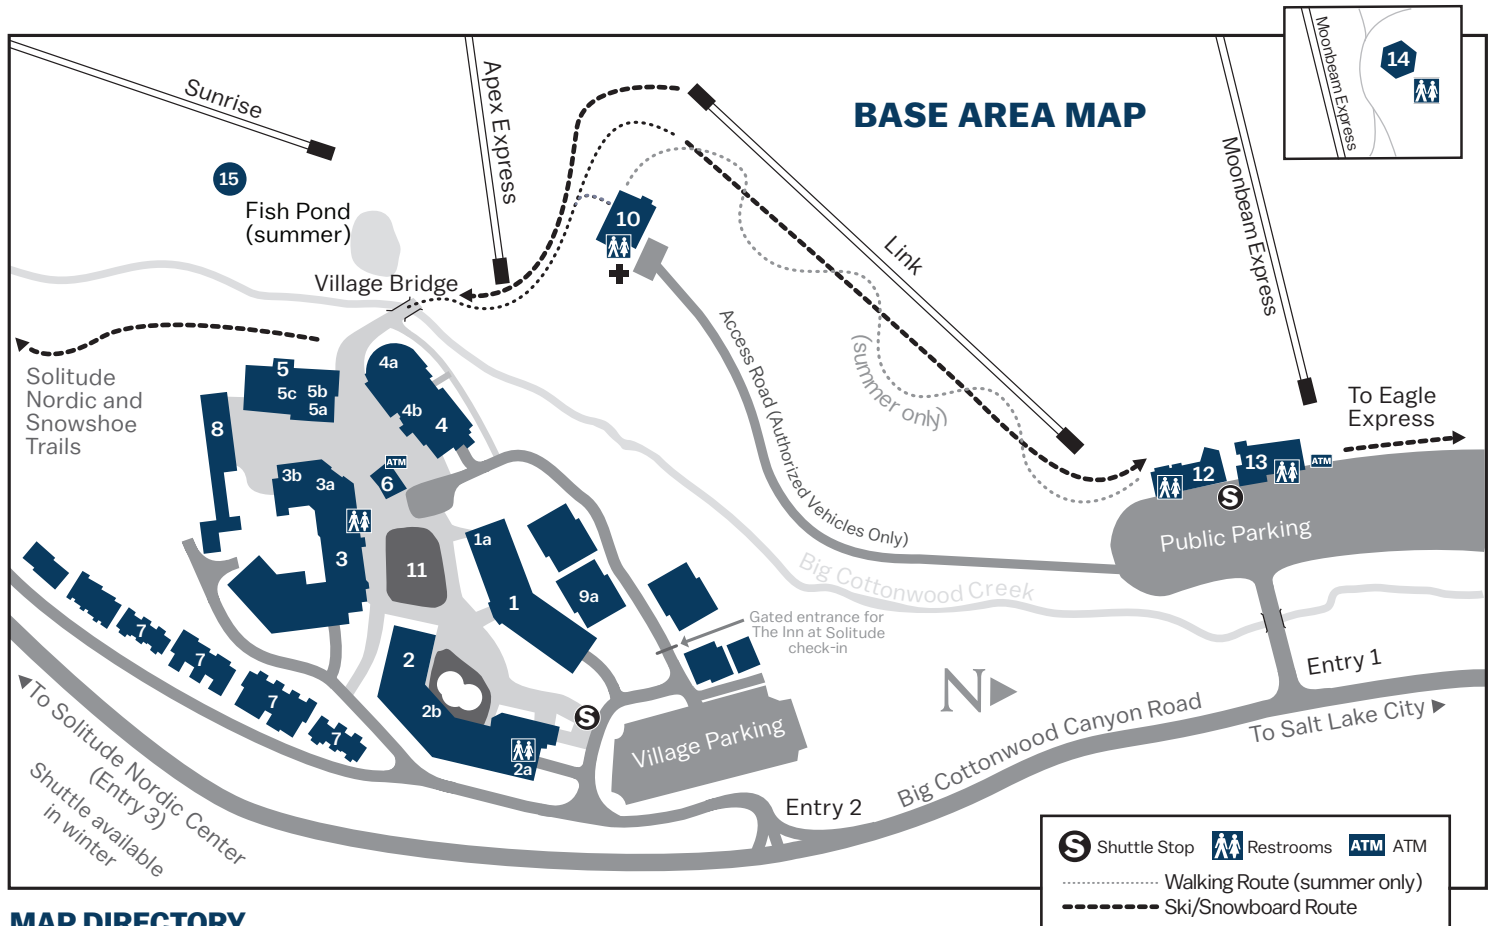 BASE AREA MAP
Sunrise
Apex Express
Moonbeam Express
14
15
Fish Pond
(summer)
Village Bridge
10
Link
Moonbeam Express
Access Road (Authorized Vehicles Only)
(summer only)
To Eagle
Express
Solitude
Nordic and
Snowshoe
Trails
5
5c
5b
5a
4a
4b
4
8
3b
3a
ATM
6
3
11
1a
1
9a
12
13
ATM
S
Public Parking
Big Cottonwood Creek
Gated entrance for
The Inn at Solitude
check-in
N
Entry 1
7
7
7
7
2
2b
2a
S
Village Parking
Big Cottonwood Canyon Road
To Salt Lake City
Entry 2
To Solitude Nordic Center
(Entry 3)
Shuttle available
in winter
S Shuttle Stop
Restrooms
ATM ATM
Walking Route (summer only)
Ski/Snowboard Route
MAP DIRECTORY